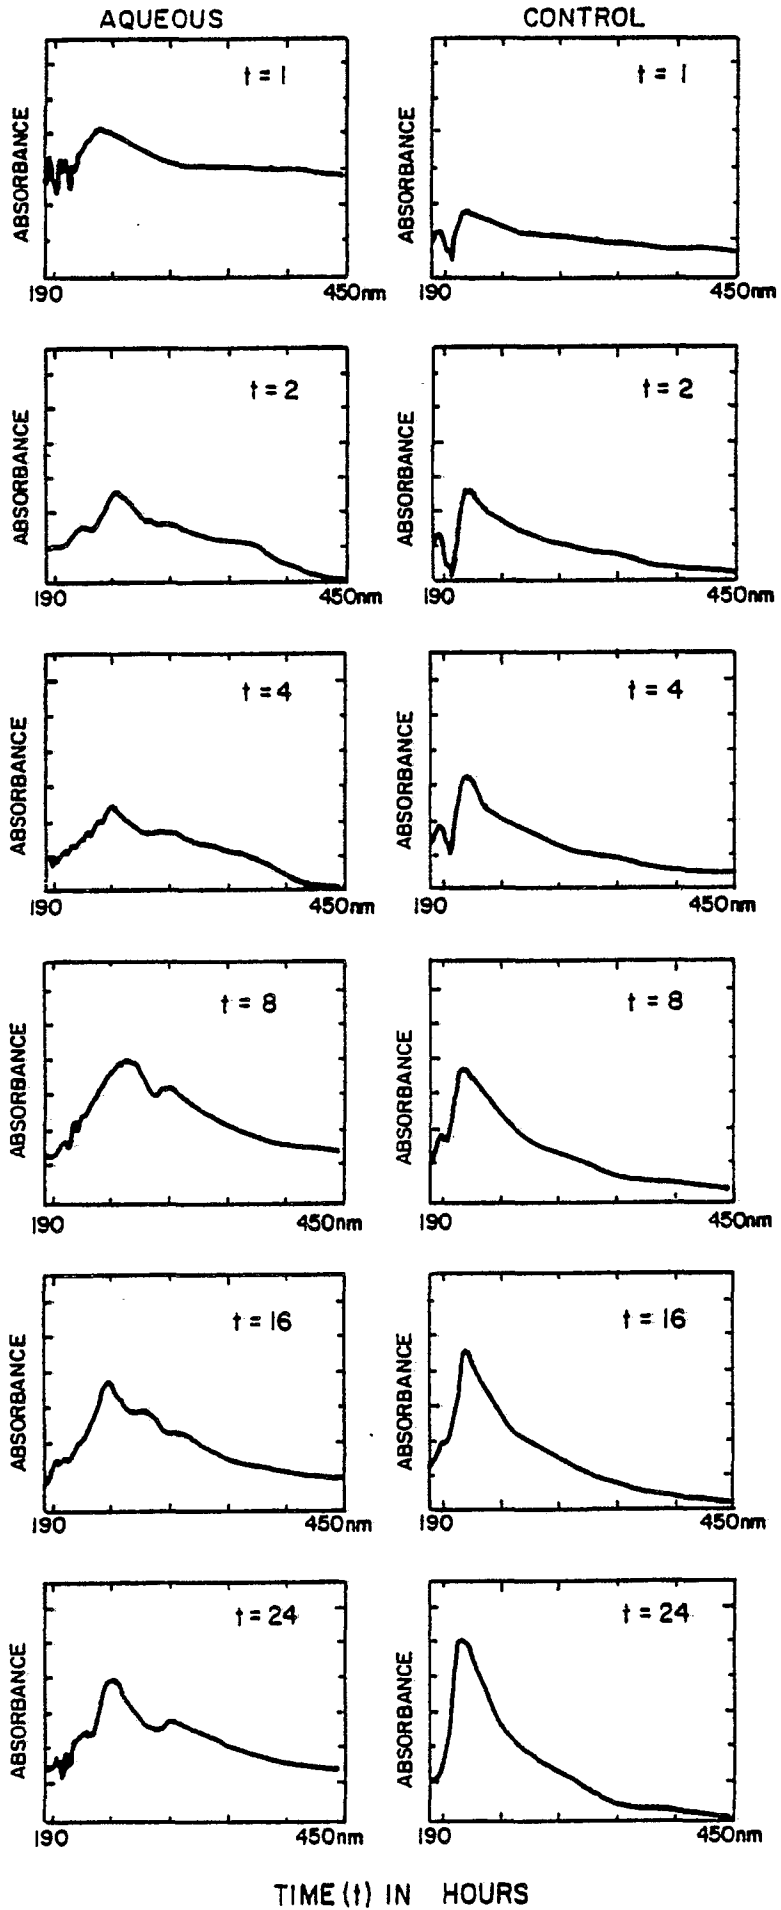 AQUEOUS CONTROL
ABSORBANCE t = 1 ABSORBANCE t = 1
190 450nm 190 450nm
ABSORBANCE t = 2 ABSORBANCE t = 2
190 450nm 190 450nm
ABSORBANCE t = 4 ABSORBANCE t = 4
190 450nm 190 450nm
ABSORBANCE t = 8 ABSORBANCE t = 8
190 450nm 190 450nm
ABSORBANCE t = 16 ABSORBANCE t = 16
190 450nm 190 450nm
ABSORBANCE t = 24 ABSORBANCE t = 24
190 450nm 190 450nm
TIME (t) IN HOURS